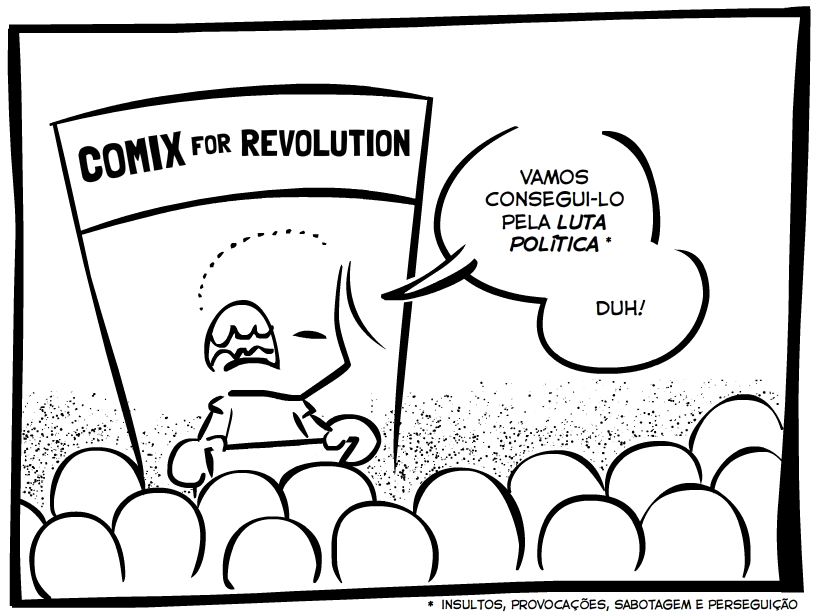 COMIX FOR REVOLUTION
VAMOS
CONSEGUI-LO
PELA LUTA
POLÍTICA *
DUH!
* INSULTOS, PROVOCAÇÕES, SABOTAGEM E PERSEGUIÇÃO